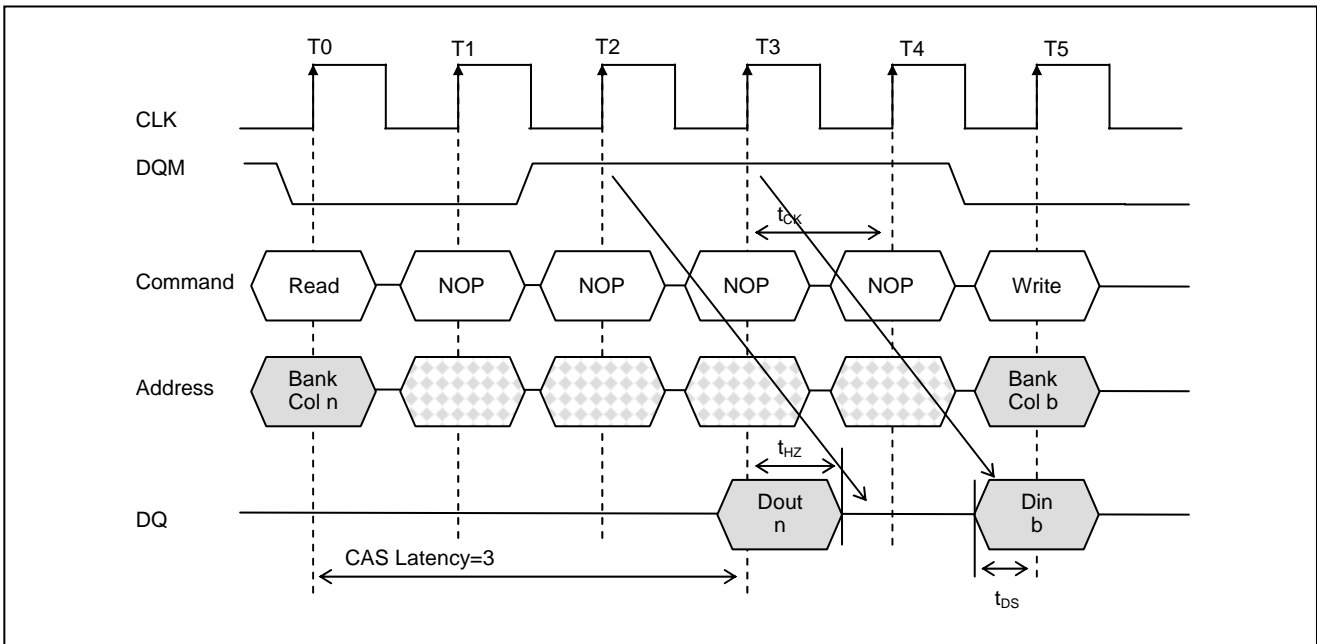 T0 T1 T2 T3 T4 T5
CLK
DQM
tCK
Command Read NOP NOP NOP NOP Write
Address Bank Col n Bank Col b
tHZ
DQ Dout n Din b
CAS Latency=3
tDS